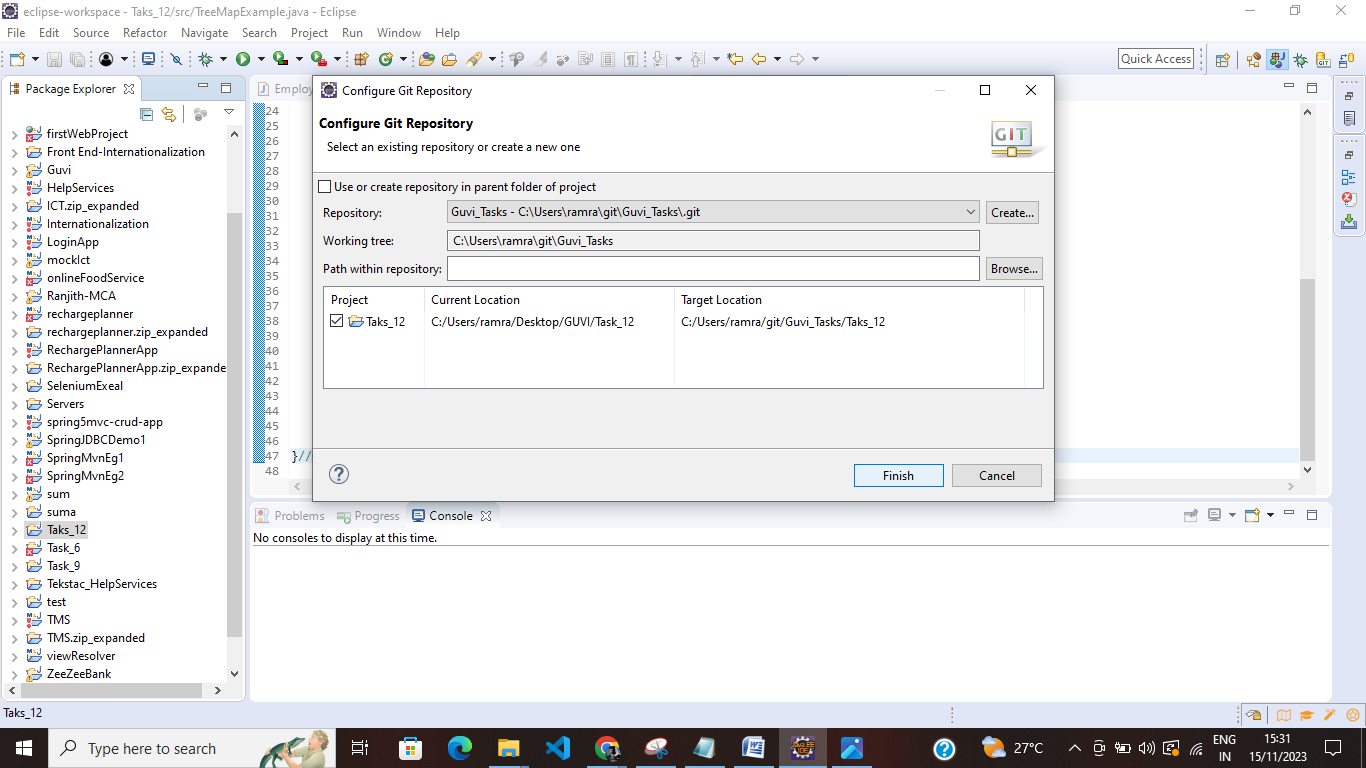 eclipse-workspace - Taks_12/src/TreeMapExample.java - Eclipse
File Edit Source Refactor Navigate Search Project Run Window Help
Quick Access
Package Explorer
firstWebProject
Front End-Internationalization
Guvi
HelpServices
ICT.zip_expanded
Internationalization
LoginApp
mockIct
onlineFoodService
Ranjith-MCA
rechargeplanner
rechargeplanner.zip_expanded
RechargePlannerApp
RechargePlannerApp.zip_expande
SeleniumExeal
Servers
spring5mvc-crud-app
SpringJDBCDemo1
SpringMvnEg1
SpringMvnEg2
sum
suma
Taks_12
Task_6
Task_9
Tekstac_HelpServices
test
TMS
TMS.zip_expanded
viewResolver
ZeeZeeBank
Employ
24
25
26
27
28
29
30
31
32
33
34
35
36
37
38
39
40
41
42
43
44
45
46
47 }//
48
Configure Git Repository
Configure Git Repository
Select an existing repository or create a new one
GIT
Use or create repository in parent folder of project
Repository: Guvi_Tasks - C:\Users\ramra\git\Guvi_Tasks\.git Create...
Working tree: C:\Users\ramra\git\Guvi_Tasks
Path within repository: Browse...
Project Current Location Target Location
Taks_12 C:/Users/ramra/Desktop/GUVI/Task_12 C:/Users/ramra/git/Guvi_Tasks/Taks_12
Finish Cancel
Problems Progress Console
No consoles to display at this time.
Taks_12
Type here to search
27°C
ENG
IN
15:31
15/11/2023